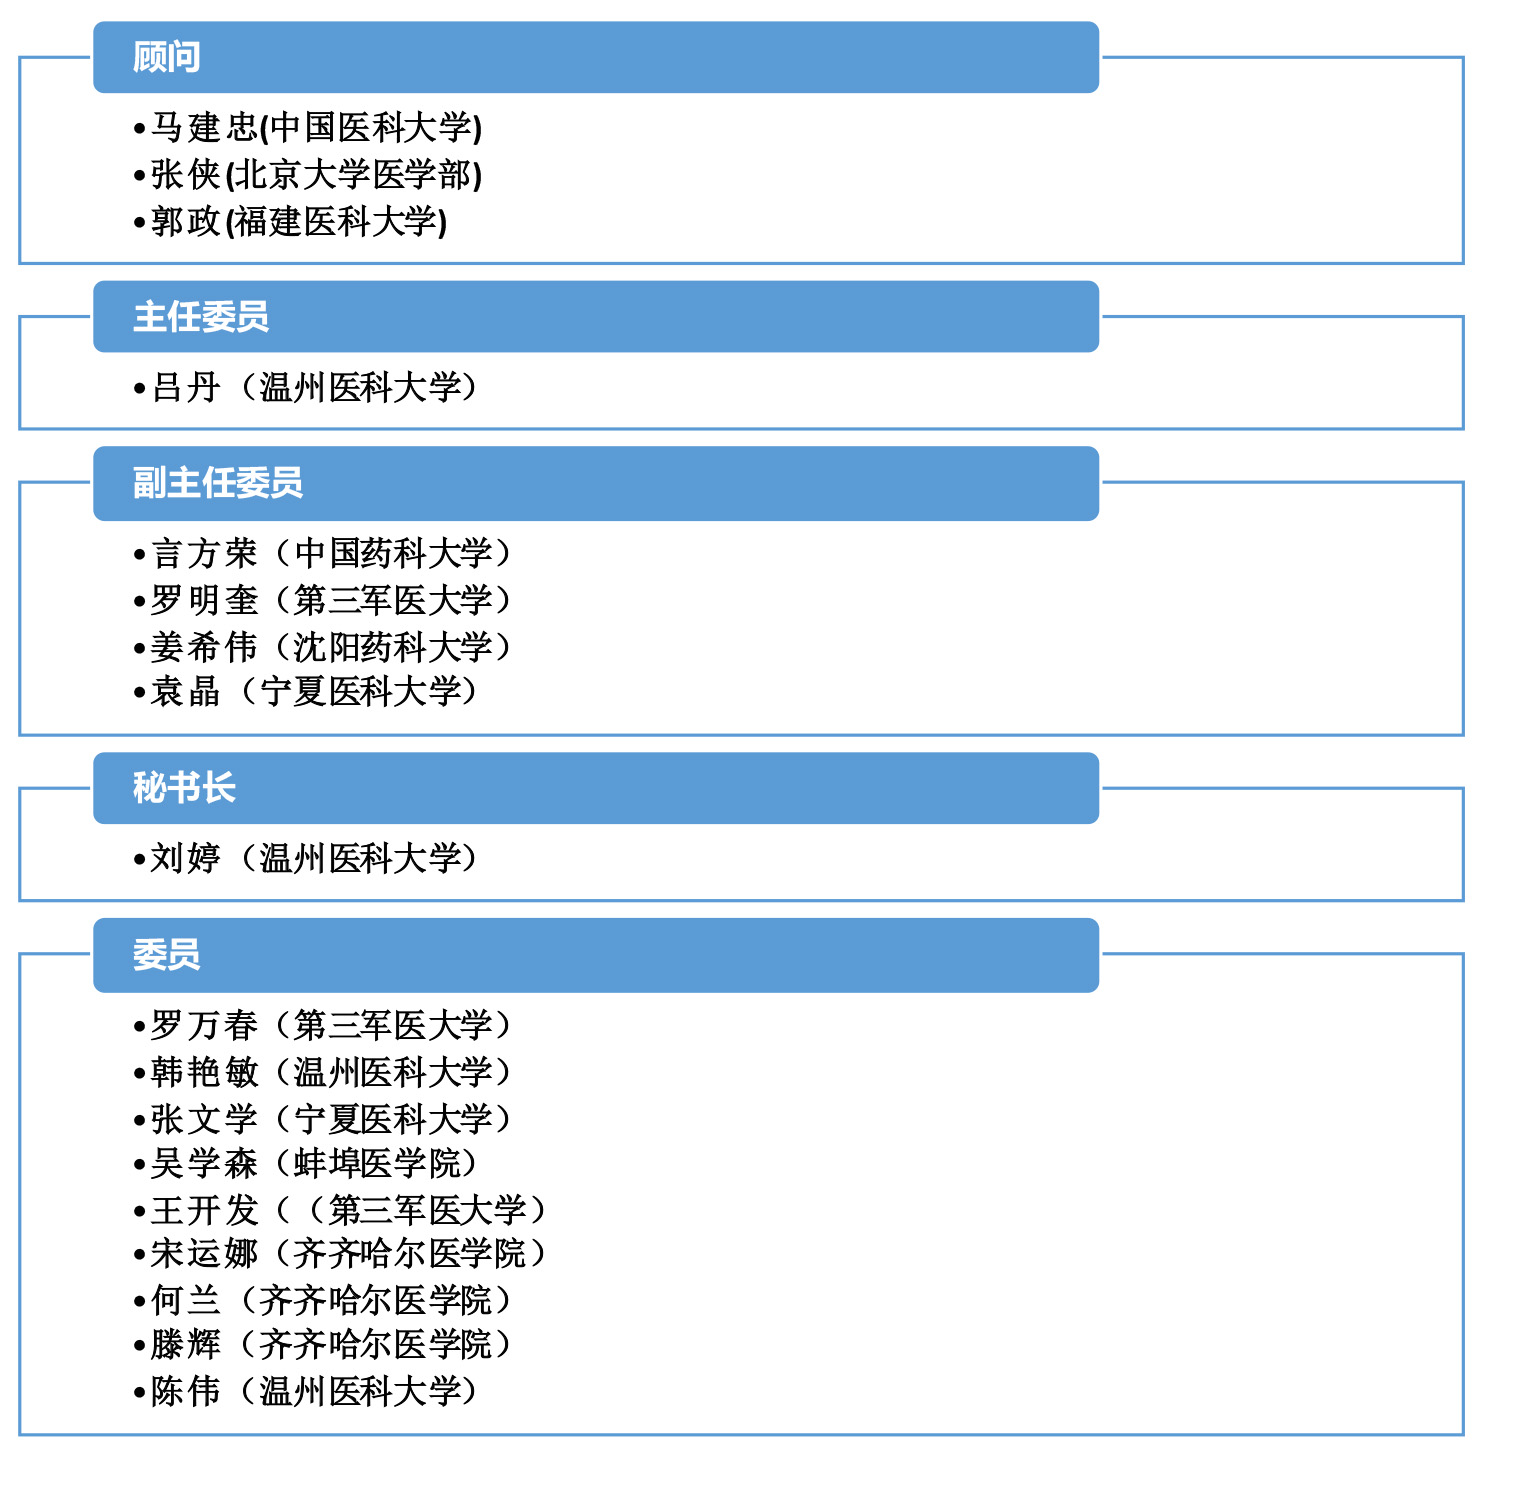 顾问
•马建忠(中国医科大学)
•张侠(北京大学医学部)
•郭政(福建医科大学)
主任委员
•吕丹（温州医科大学）
副主任委员
•言方荣（中国药科大学）
•罗明奎（第三军医大学）
•姜希伟（沈阳药科大学）
•袁晶（宁夏医科大学）
秘书长
•刘婷（温州医科大学）
委员
•罗万春（第三军医大学）
•韩艳敏（温州医科大学）
•张文学（宁夏医科大学）
•吴学森（蚌埠医学院）
•王开发（（第三军医大学）
•宋运娜（齐齐哈尔医学院）
•何兰（齐齐哈尔医学院）
•滕辉（齐齐哈尔医学院）
•陈伟（温州医科大学）